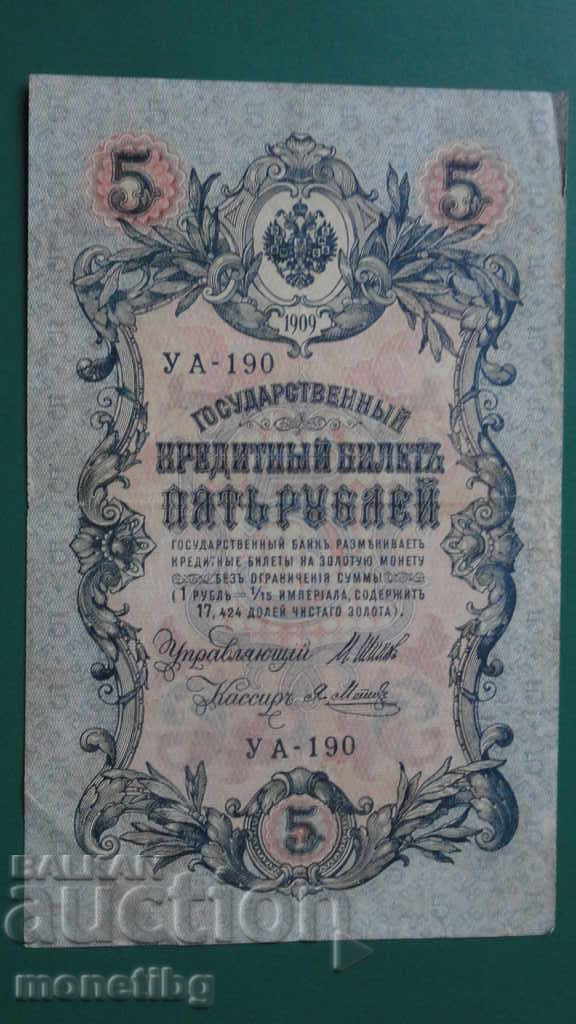 5 5
1909
УА-190
ГОСУДАРСТВЕННЫЙ
КРЕДИТНЫЙ БИЛЕТЪ
ПЯТЬ РУБЛЕЙ
ГОСУДАРСТВЕННЫЙ БАНКЪ РАЗМѢНИВАЕТЪ
КРЕДИТНЫЕ БИЛЕТЫ НА ЗОЛОТУЮ МОНЕТУ
БЕЗЪ ОГРАНИЧЕНІЯ СУММЫ
(1 РУБЛЬ = 1/15 ИМПЕРІАЛА, СОДЕРЖИТЪ
17,424 ДОЛЕЙ ЧИСТАГО ЗОЛОТА).
Управляющій
Кассиръ
УА-190
5
BALKAN
auction
monetibg